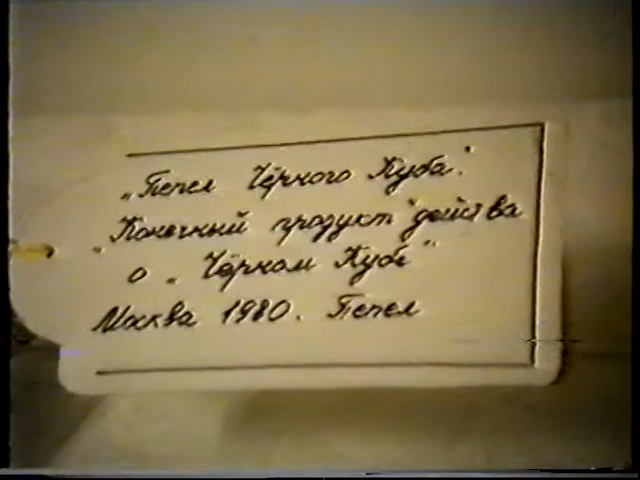 „Пепел Чёрного Куба".
„Конечный продукт" действа
о „Чёрном Кубе"
Москва 1980. Пепел